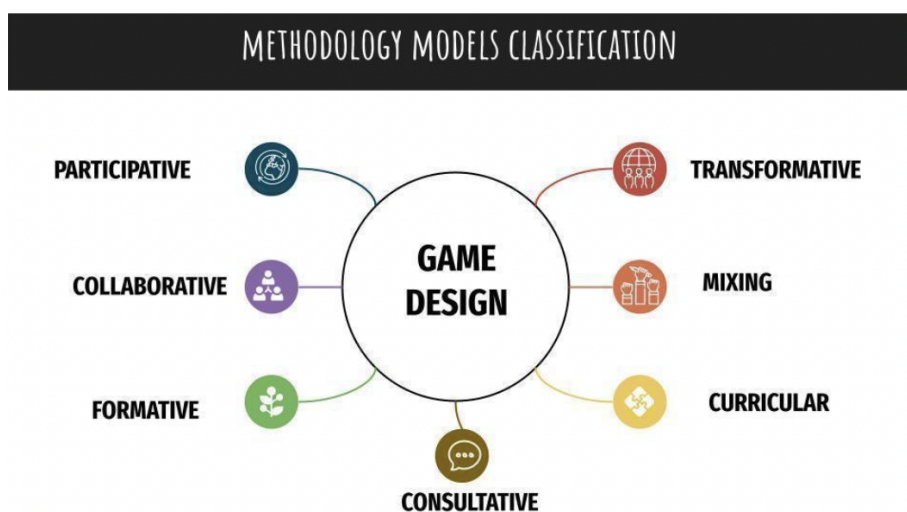 METHODOLOGY MODELS CLASSIFICATION
PARTICIPATIVE
TRANSFORMATIVE
GAME
DESIGN
COLLABORATIVE
MIXING
FORMATIVE
CURRICULAR
CONSULTATIVE